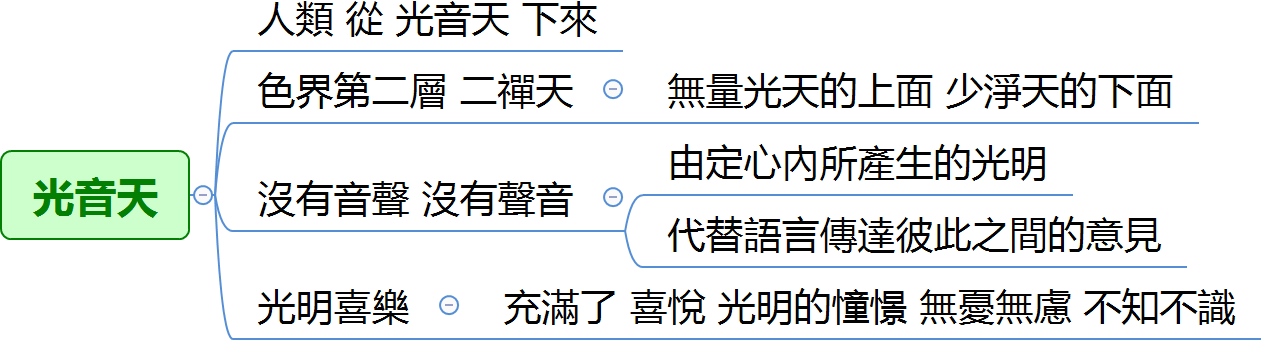 光音天
人類 從 光音天 下來
色界第二層 二禪天
無量光天的上面 少淨天的下面
沒有音聲 沒有聲音
由定心內所產生的光明
代替語言傳達彼此之間的意見
光明喜樂
充滿了 喜悅 光明的憧憬 無憂無慮 不知不識